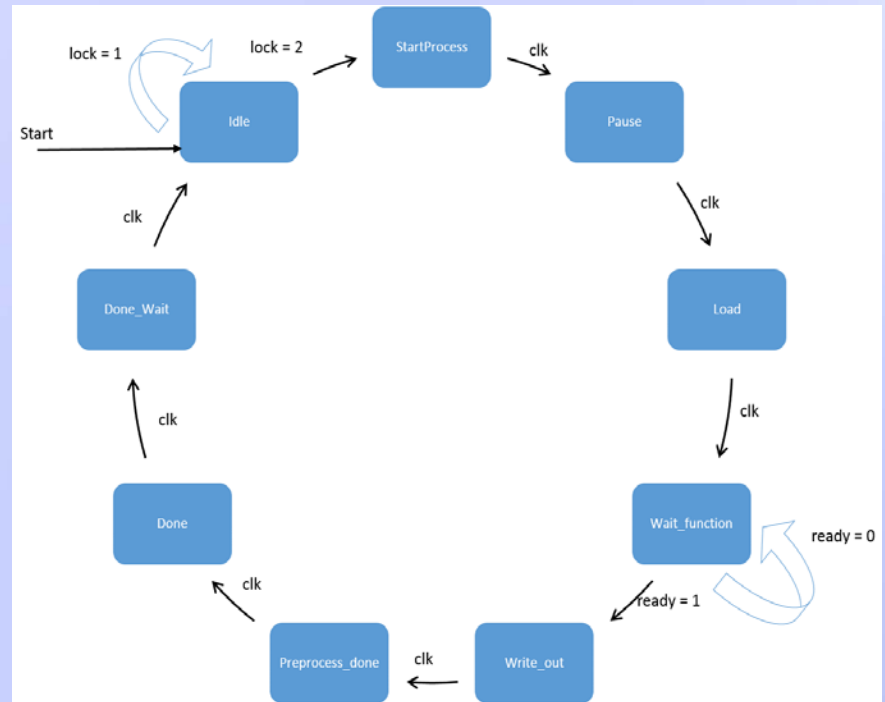 StartProcess
lock = 2
lock = 1
clk
Idle
Pause
Start
clk
clk
Done_Wait
Load
clk
clk
Done
Wait_function
ready = 0
clk
ready = 1
Preprocess_done
clk
Write_out